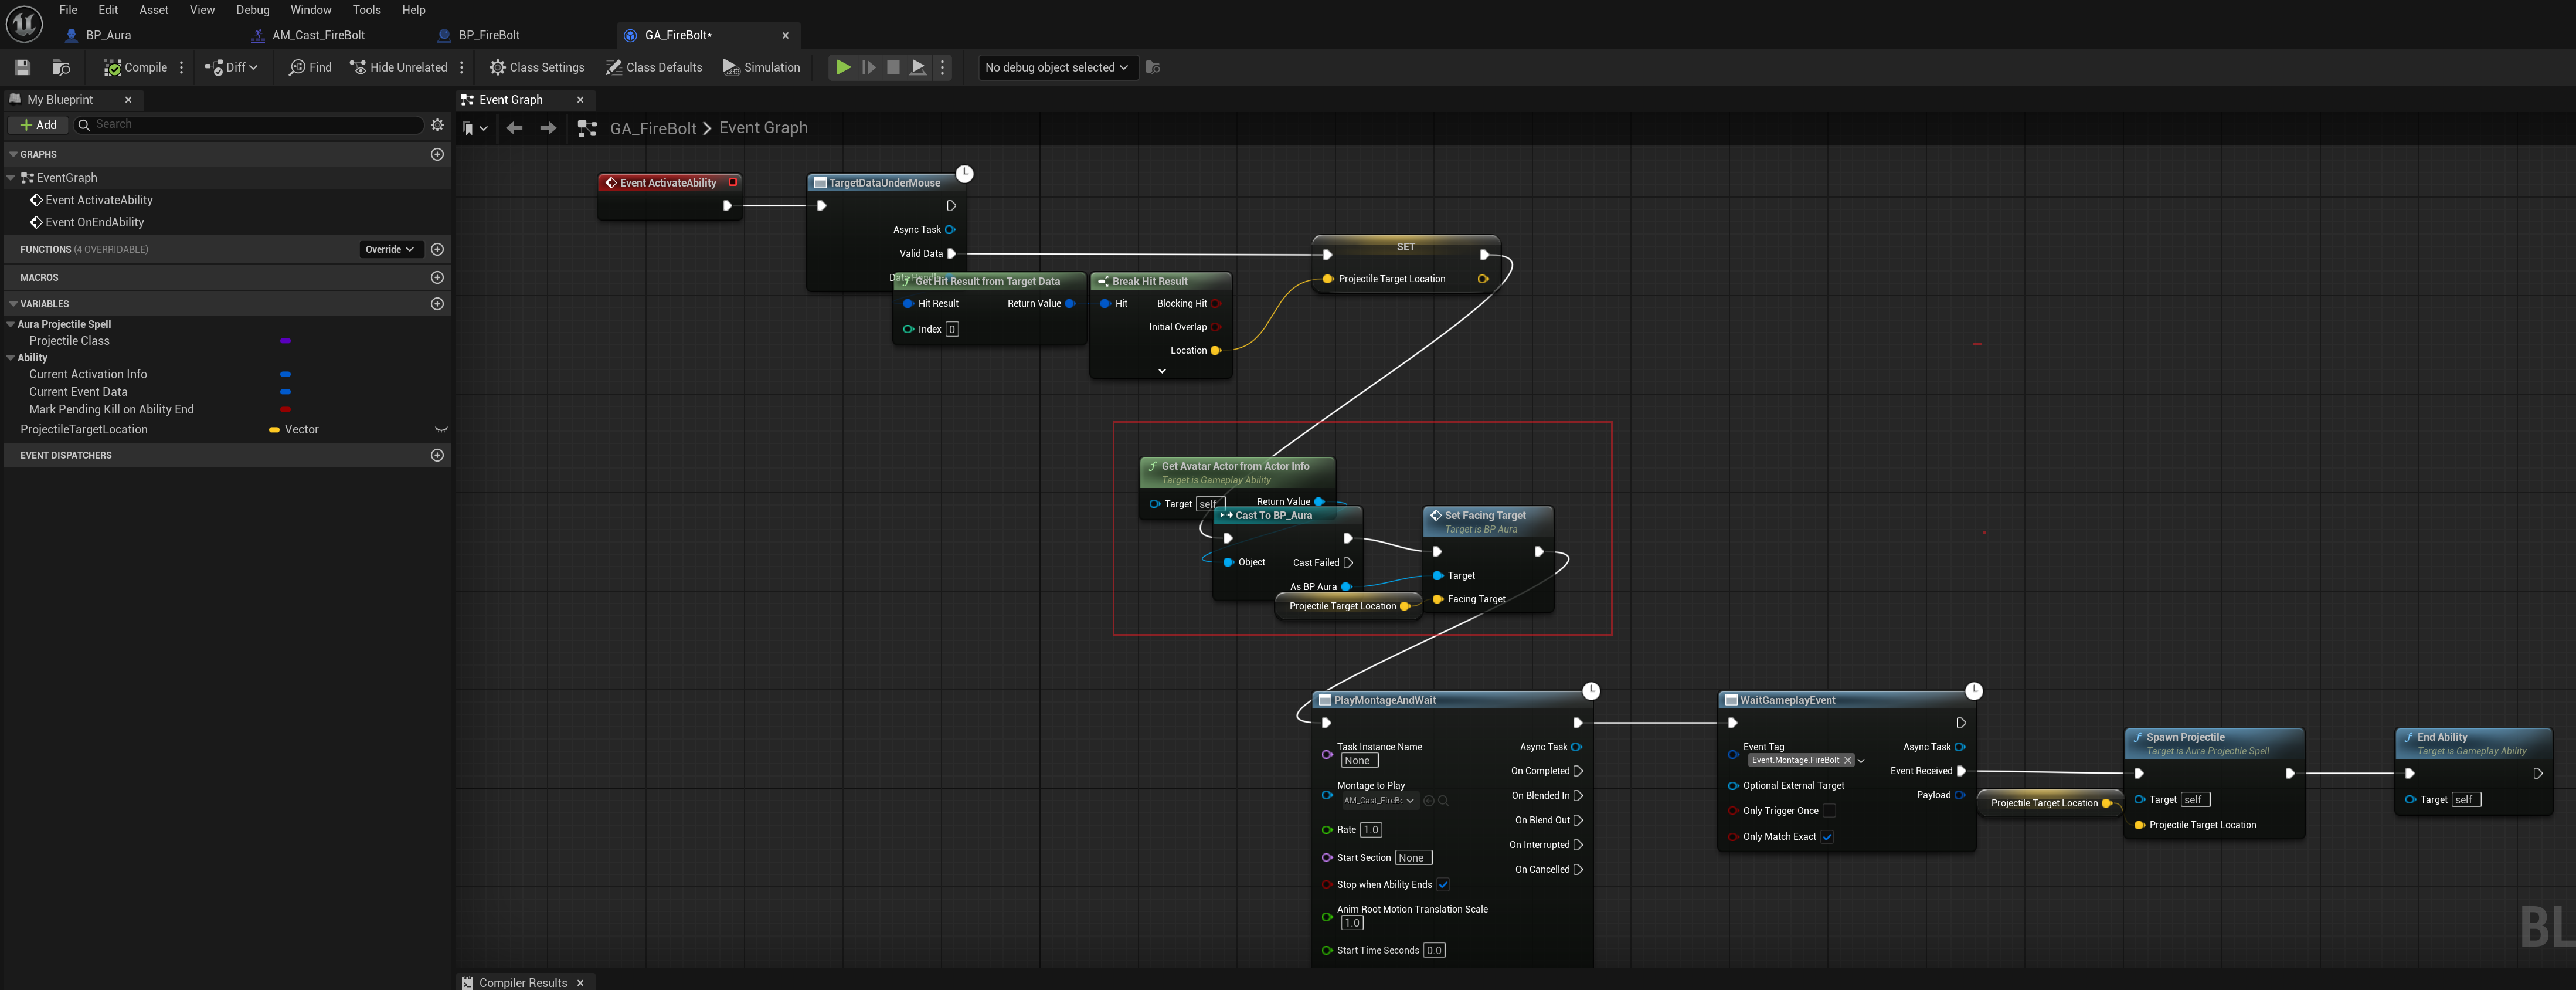 File Edit Asset View Debug Window Tools Help
BP_Aura AM_Cast_FireBolt BP_FireBolt GA_FireBolt*
Compile Diff Find Hide Unrelated Class Settings Class Defaults Simulation No debug object selected
My Blueprint
Add Search
GRAPHS
EventGraph
Event ActivateAbility
Event OnEndAbility
FUNCTIONS (4 OVERRIDABLE) Override
MACROS
VARIABLES
Aura Projectile Spell
Projectile Class
Ability
Current Activation Info
Current Event Data
Mark Pending Kill on Ability End
ProjectileTargetLocation Vector
EVENT DISPATCHERS
Event Graph
GA_FireBolt > Event Graph
Event ActivateAbility
TargetDataUnderMouse
Async Task
Valid Data
Get Hit Result from Target Data
Hit Result Return Value
Index 0
Break Hit Result
Hit Blocking Hit
Initial Overlap
Location
SET
Projectile Target Location
Get Avatar Actor from Actor Info
Target is Gameplay Ability
Target self Return Value
Cast To BP_Aura
Object Cast Failed
As BP Aura
Projectile Target Location
Set Facing Target
Target is BP Aura
Target
Facing Target
PlayMontageAndWait
Task Instance Name Async Task
None
On Completed
Montage to Play
AM_Cast_FireBc On Blended In
On Blend Out
Rate 1.0
On Interrupted
Start Section None
On Cancelled
Stop when Ability Ends
Anim Root Motion Translation Scale
1.0
Start Time Seconds 0.0
WaitGameplayEvent
Event Tag Async Task
Event.Montage.FireBolt
Event Received
Optional External Target
Payload
Only Trigger Once
Only Match Exact
Projectile Target Location
Spawn Projectile
Target is Aura Projectile Spell
Target self
Projectile Target Location
End Ability
Target is Gameplay Ability
Target self
BL
Compiler Results